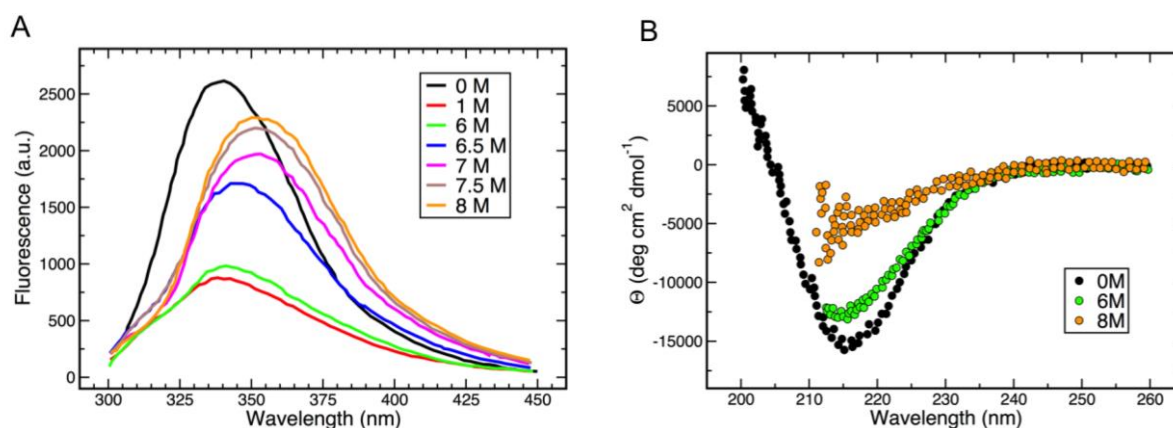 A
Fluorescence (a.u.)
2500
2000
1500
1000
500
0
0 M
1 M
6 M
6.5 M
7 M
7.5 M
8 M
300 325 350 375 400 425 450
Wavelength (nm)
B
Θ (deg cm² dmol⁻¹)
5000
0
-5000
-10000
-15000
0M
6M
8M
200 210 220 230 240 250 260
Wavelength (nm)